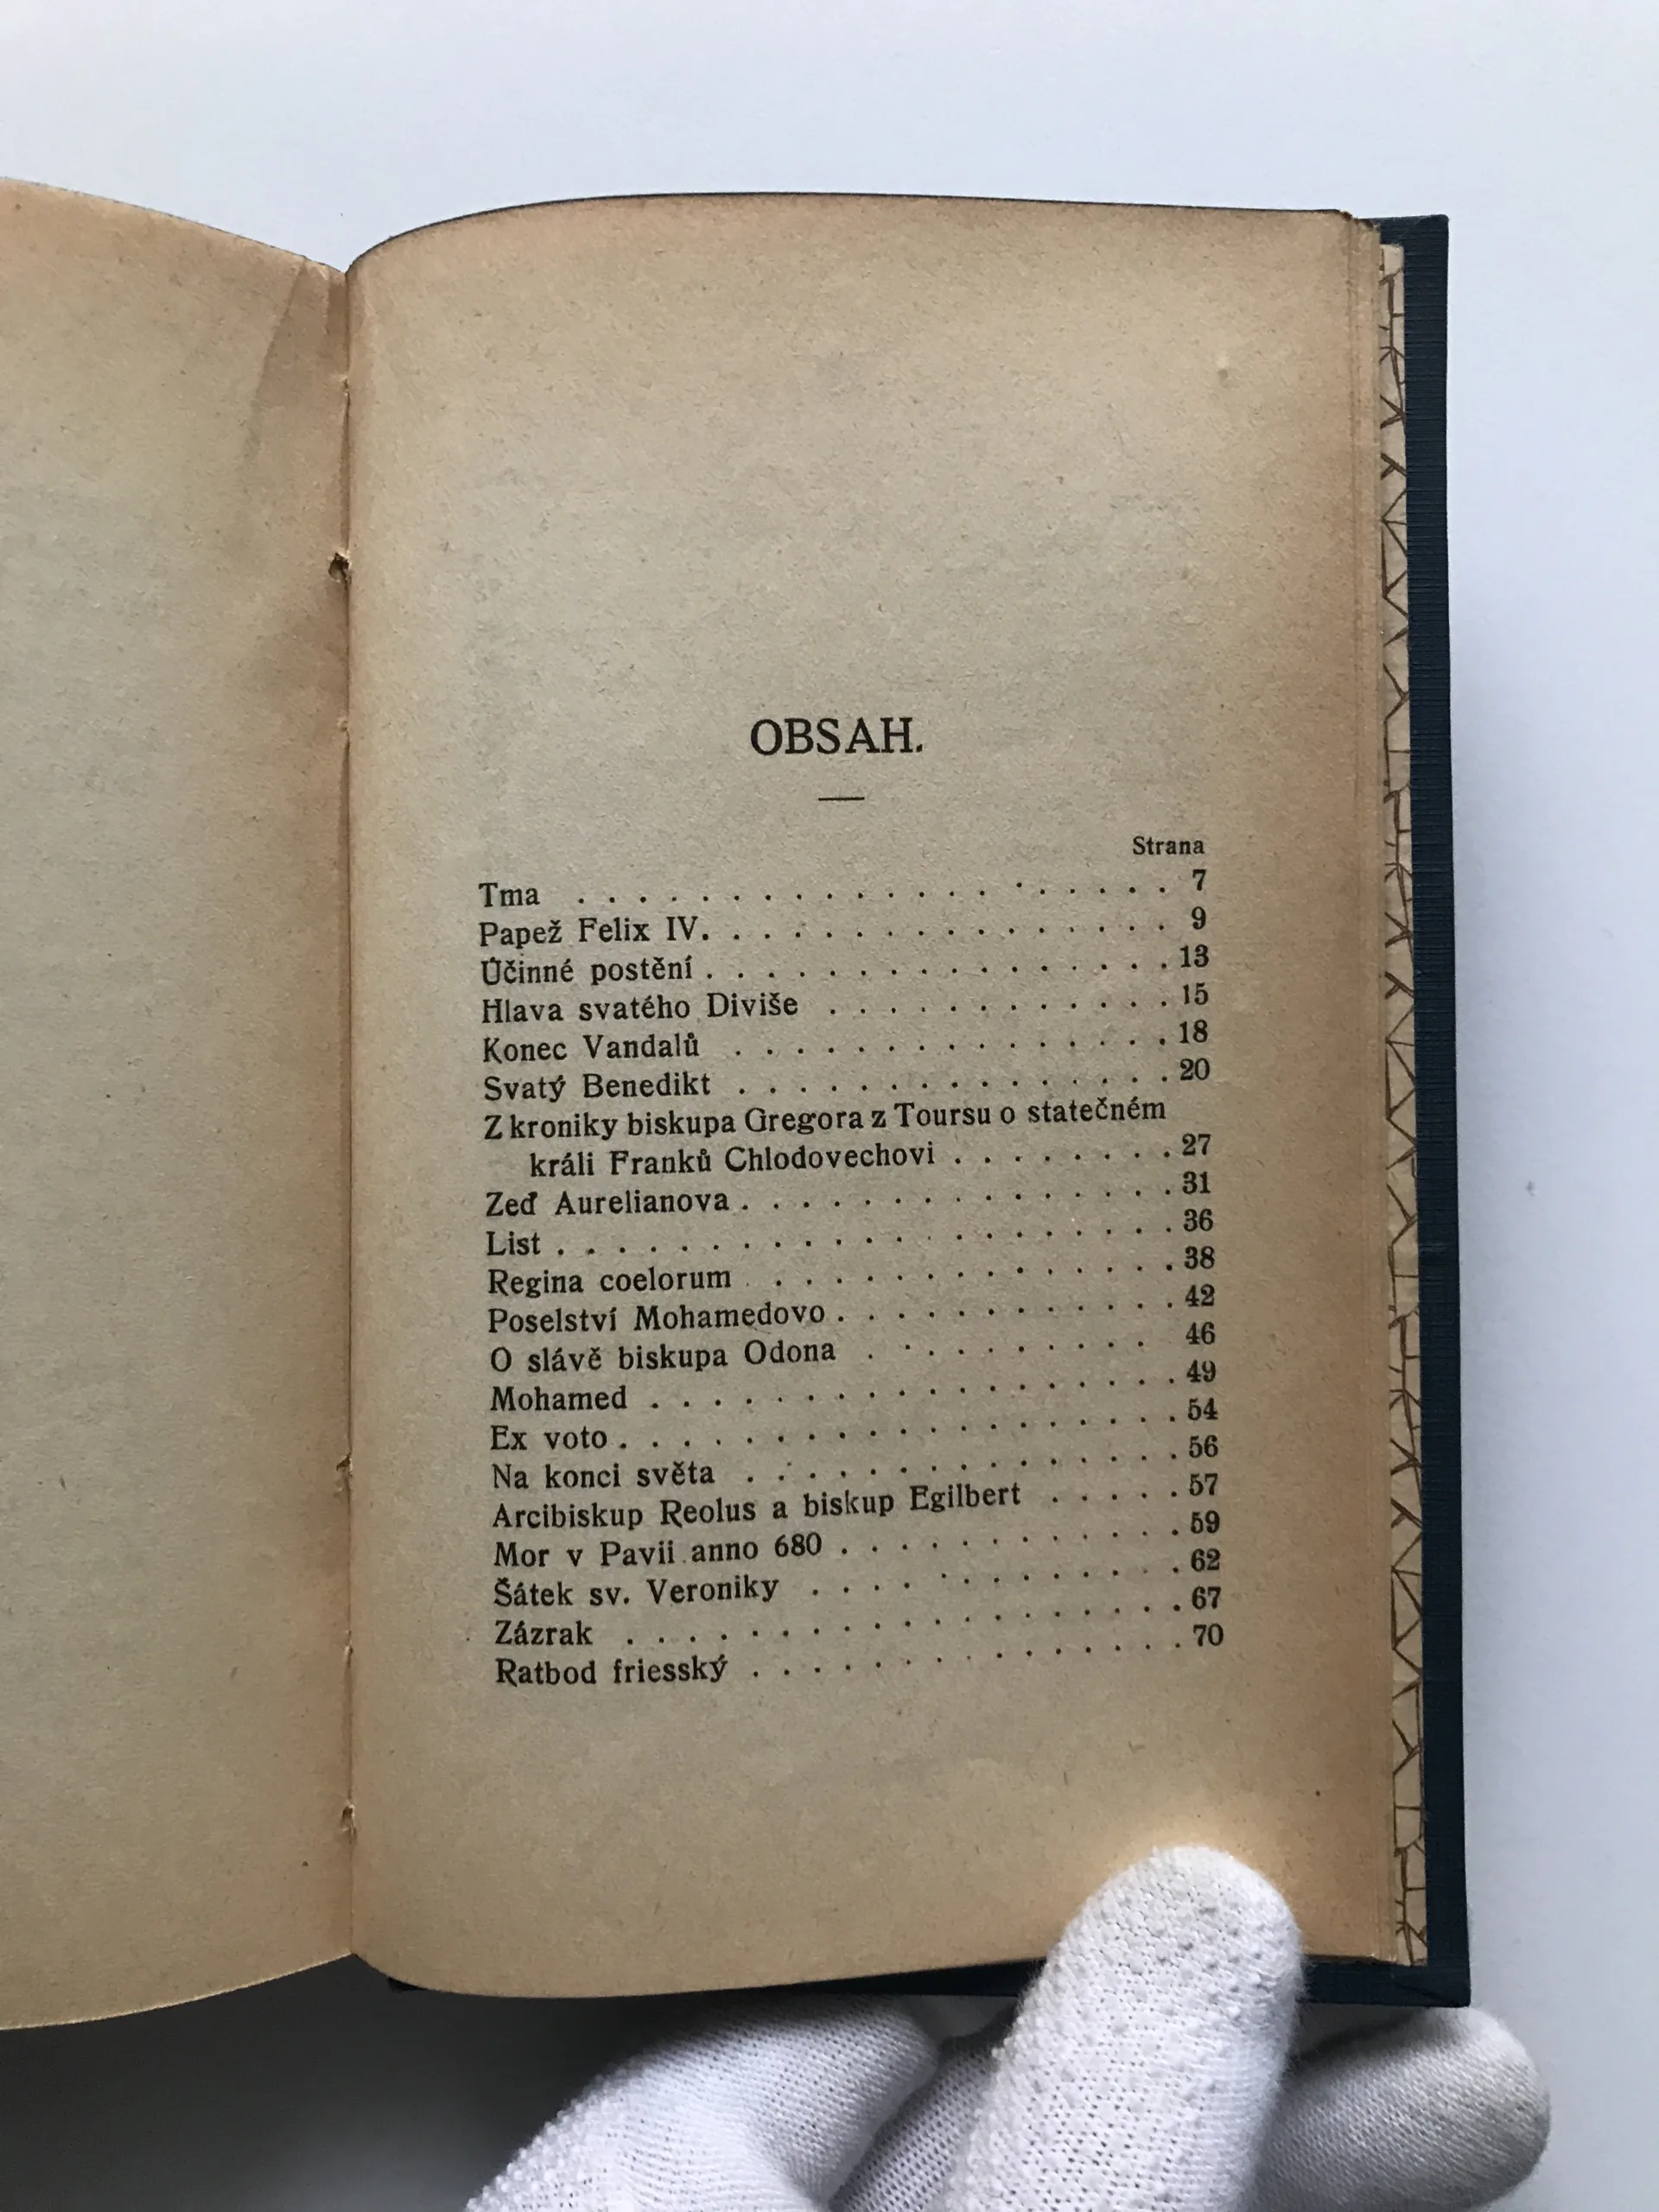 OBSAH.
Strana
Tma . . . . . . . . . . . . . . . . . . . . 7
Papež Felix IV. . . . . . . . . . . . . . . . 9
Účinné postění . . . . . . . . . . . . . . . . 13
Hlava svatého Diviše . . . . . . . . . . . . 15
Konec Vandalů . . . . . . . . . . . . . . . 18
Svatý Benedikt . . . . . . . . . . . . . . . 20
Z kroniky biskupa Gregora z Toursu o statečném
králi Franků Chlodovechovi . . . . . . . . 27
Zeď Aurelianova . . . . . . . . . . . . . . . 31
List . . . . . . . . . . . . . . . . . . . . . 36
Regina coelorum . . . . . . . . . . . . . . 38
Poselství Mohamedovo . . . . . . . . . . . . 42
O slávě biskupa Odona . . . . . . . . . . 46
Mohamed . . . . . . . . . . . . . . . . . . 49
Ex voto . . . . . . . . . . . . . . . . . . . 54
Na konci světa . . . . . . . . . . . . . . . 56
Arcibiskup Reolus a biskup Egilbert . . . . . 57
Mor v Pavii anno 680 . . . . . . . . . . . . 59
Šátek sv. Veroniky . . . . . . . . . . . . . 62
Zázrak . . . . . . . . . . . . . . . . . . . 67
Ratbod friesský . . . . . . . . . . . . . . . 70